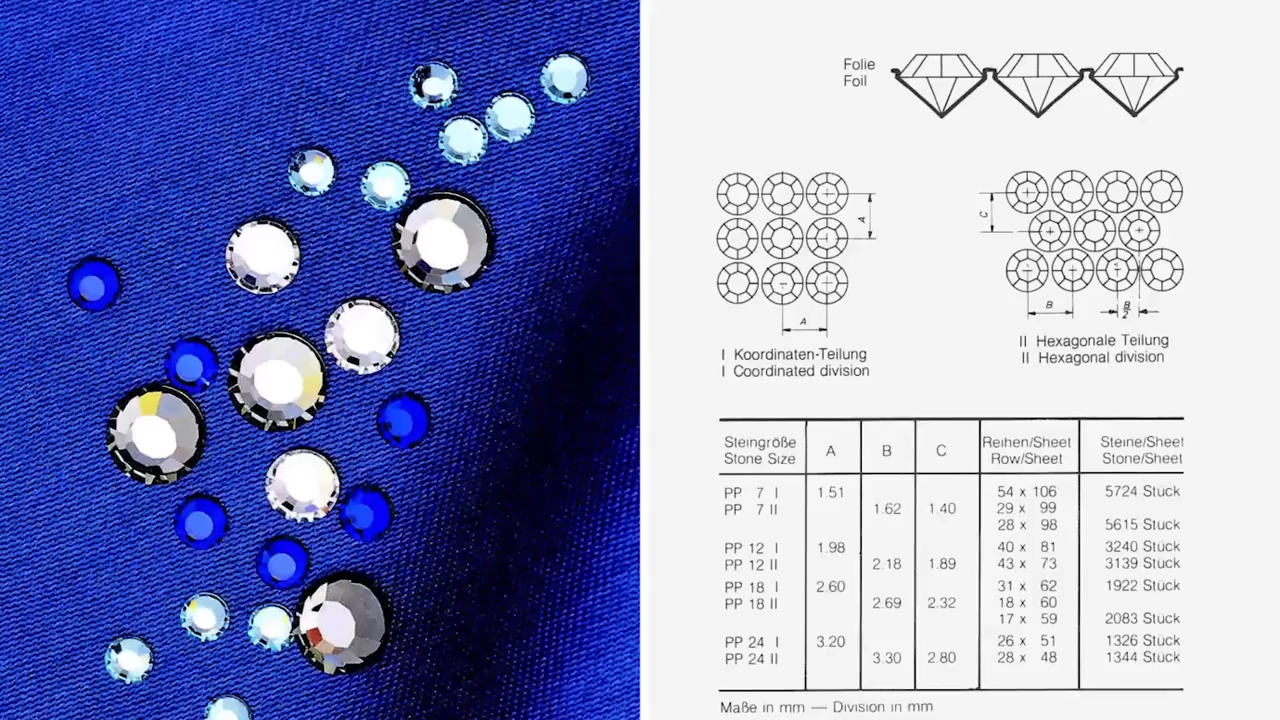 Folie
Foil
A
C
A
B
B
2
I Koordinaten-Teilung
I Coordinated division
II Hexagonale Teilung
II Hexagonal division
Steingröße
Stone Size
A
B
C
Reihen/Sheet
Row/Sheet
Steine/Sheet
Stone/Sheet
PP 7 I 1.51 54 x 106 5724 Stück
PP 7 II 1.62 1.40 29 x 99
28 x 98 5615 Stück
PP 12 I 1.98 40 x 81 3240 Stück
PP 12 II 2.18 1.89 43 x 73 3139 Stück
PP 18 I 2.60 31 x 62 1922 Stück
PP 18 II 2.69 2.32 18 x 60
17 x 59 2083 Stück
PP 24 I 3.20 26 x 51 1326 Stück
PP 24 II 3.30 2.80 28 x 48 1344 Stück
Maße in mm — Division in mm